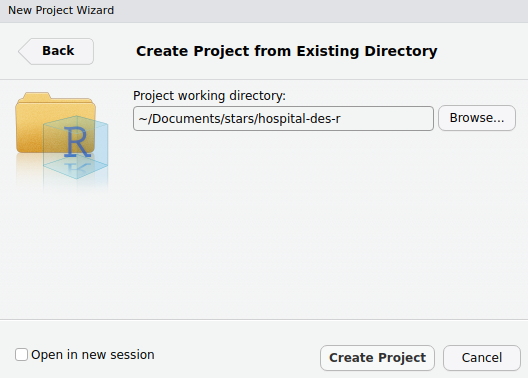 New Project Wizard
Back
Create Project from Existing Directory
Project working directory:
~/Documents/stars/hospital-des-r
Browse...
R
Open in new session
Create Project
Cancel